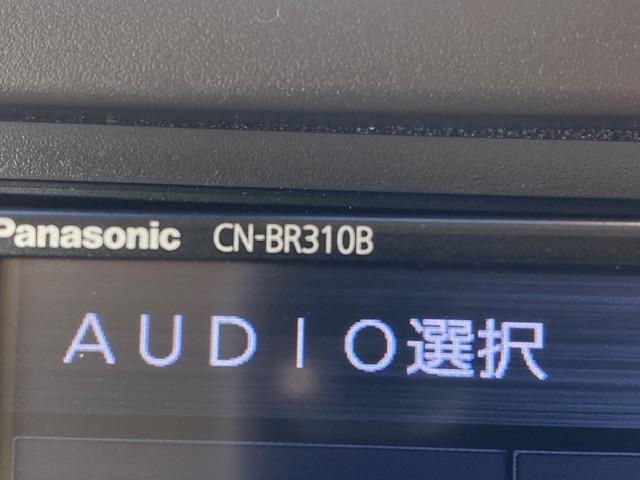 Panasonic CN-BR310B
ＡＵＤＩＯ選択